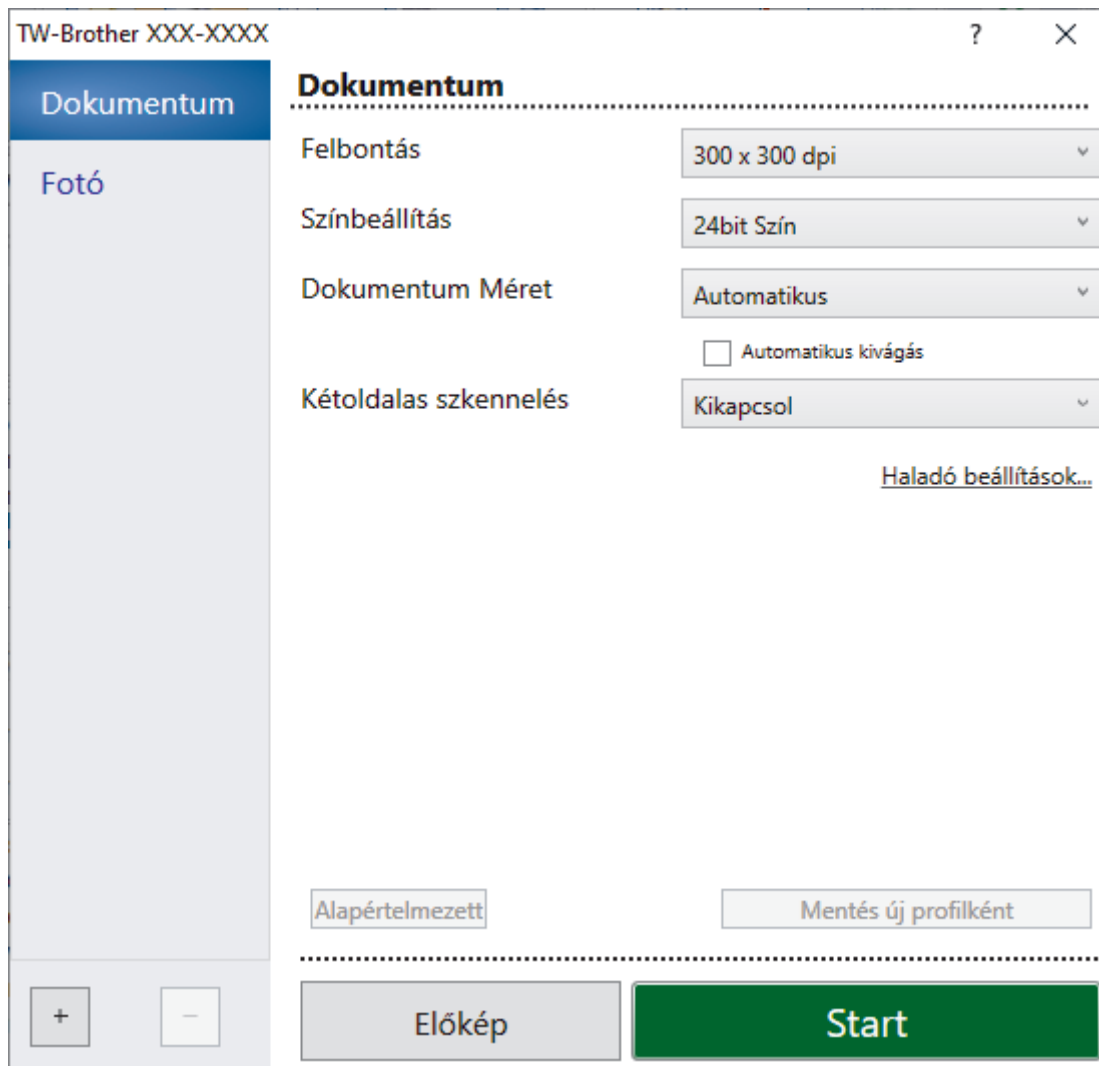 TW-Brother XXX-XXXX
?
Dokumentum
Fotó
Dokumentum
Felbontás
300 x 300 dpi
Színbeállítás
24bit Szín
Dokumentum Méret
Automatikus
Automatikus kivágás
Kétoldalas szkennelés
Kikapcsol
Haladó beállítások...
Alapértelmezett
Mentés új profilként
+
−
Előkép
Start